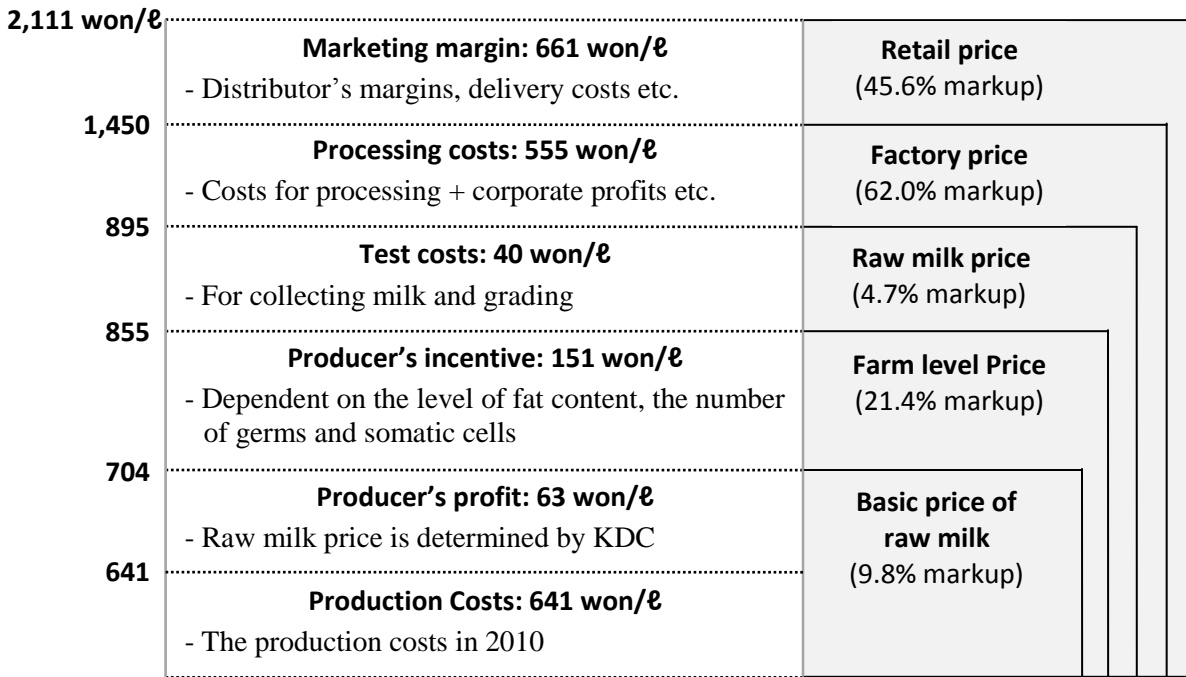 2,111 won/ℓ
Marketing margin: 661 won/ℓ
- Distributor’s margins, delivery costs etc.
Retail price
(45.6% markup)
1,450
Processing costs: 555 won/ℓ
- Costs for processing + corporate profits etc.
Factory price
(62.0% markup)
895
Test costs: 40 won/ℓ
- For collecting milk and grading
Raw milk price
(4.7% markup)
855
Producer’s incentive: 151 won/ℓ
- Dependent on the level of fat content, the number
of germs and somatic cells
Farm level Price
(21.4% markup)
704
Producer’s profit: 63 won/ℓ
- Raw milk price is determined by KDC
Basic price of
raw milk
(9.8% markup)
641
Production Costs: 641 won/ℓ
- The production costs in 2010